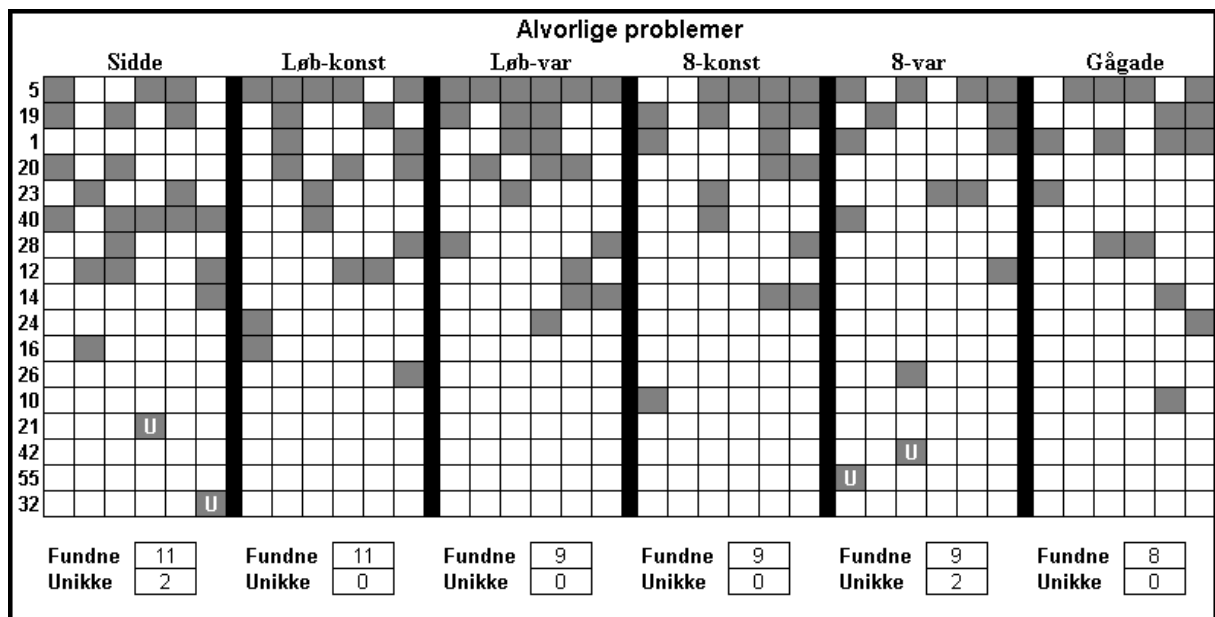 Alvorlige problemer
Sidde Løb-konst Løb-var 8-konst 8-var Gågade
5
19
1
20
23
40
28
12
14
24
16
26
10
21 U
42 U
55 U
32 U
Fundne 11 Fundne 11 Fundne 9 Fundne 9 Fundne 9 Fundne 8
Unikke 2 Unikke 0 Unikke 0 Unikke 0 Unikke 2 Unikke 0